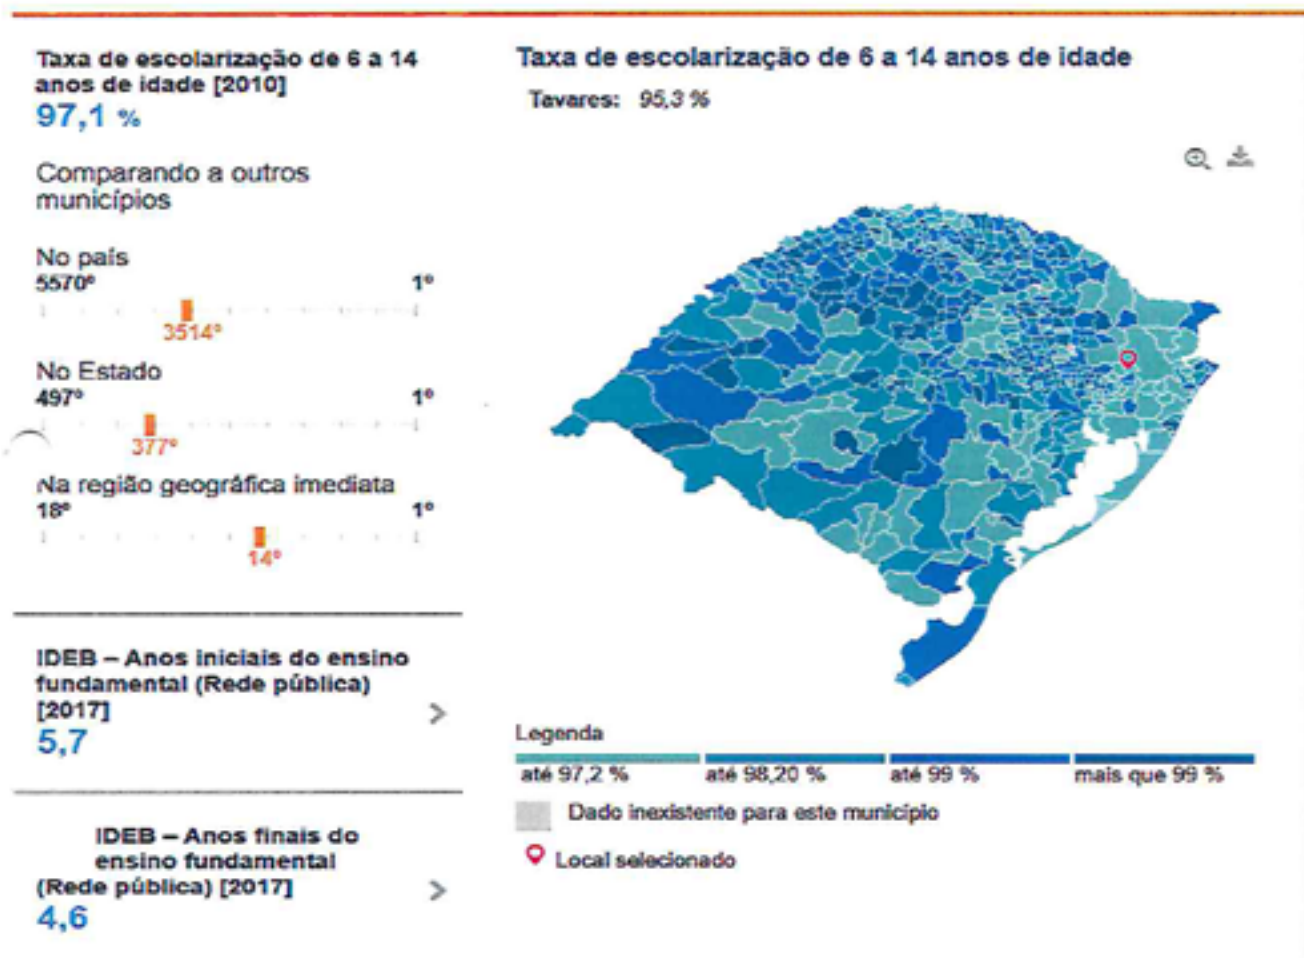 Taxa de escolarização de 6 a 14
anos de idade [2010]
97,1 %
Comparando a outros
municípios
No país
5570º 1º
3514º
No Estado
497º 1º
377º
Na região geográfica imediata
18º 1º
14º
IDEB – Anos iniciais do ensino
fundamental (Rede pública)
[2017]
5,7
IDEB – Anos finais do
ensino fundamental
(Rede pública) [2017]
4,6
Taxa de escolarização de 6 a 14 anos de idade
Tavares: 95,3 %
Legenda
até 97,2 % até 98,20 % até 99 % mais que 99 %
Dado inexistente para este município
Local selecionado